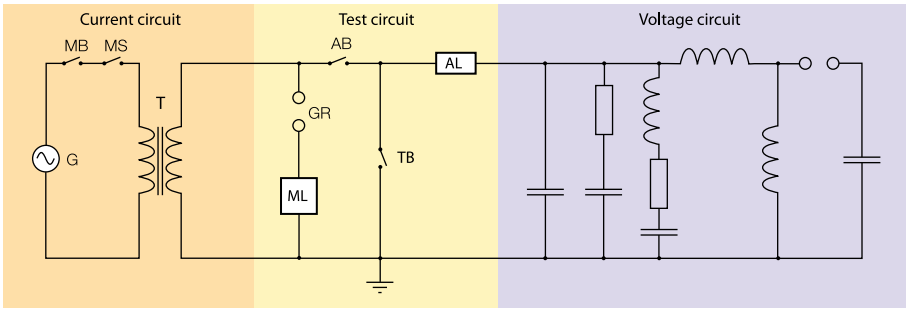 Current circuit
Test circuit
Voltage circuit
MB MS
AB
AL
T
GR
G
TB
ML